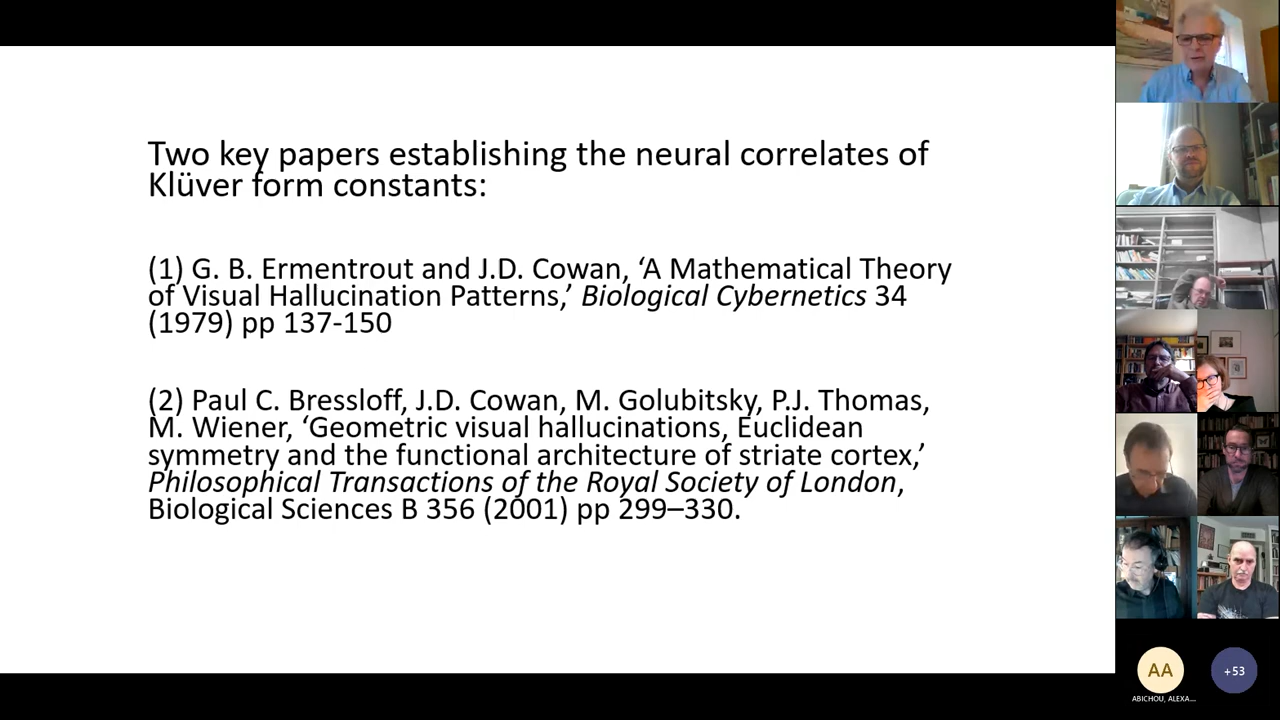 Two key papers establishing the neural correlates of
Klüver form constants:
(1) G. B. Ermentrout and J.D. Cowan, ‘A Mathematical Theory
of Visual Hallucination Patterns,’ Biological Cybernetics 34
(1979) pp 137-150
(2) Paul C. Bressloff, J.D. Cowan, M. Golubitsky, P.J. Thomas,
M. Wiener, ‘Geometric visual hallucinations, Euclidean
symmetry and the functional architecture of striate cortex,’
Philosophical Transactions of the Royal Society of London,
Biological Sciences B 356 (2001) pp 299–330.
AA
+53
ABICHOU, ALEXA...